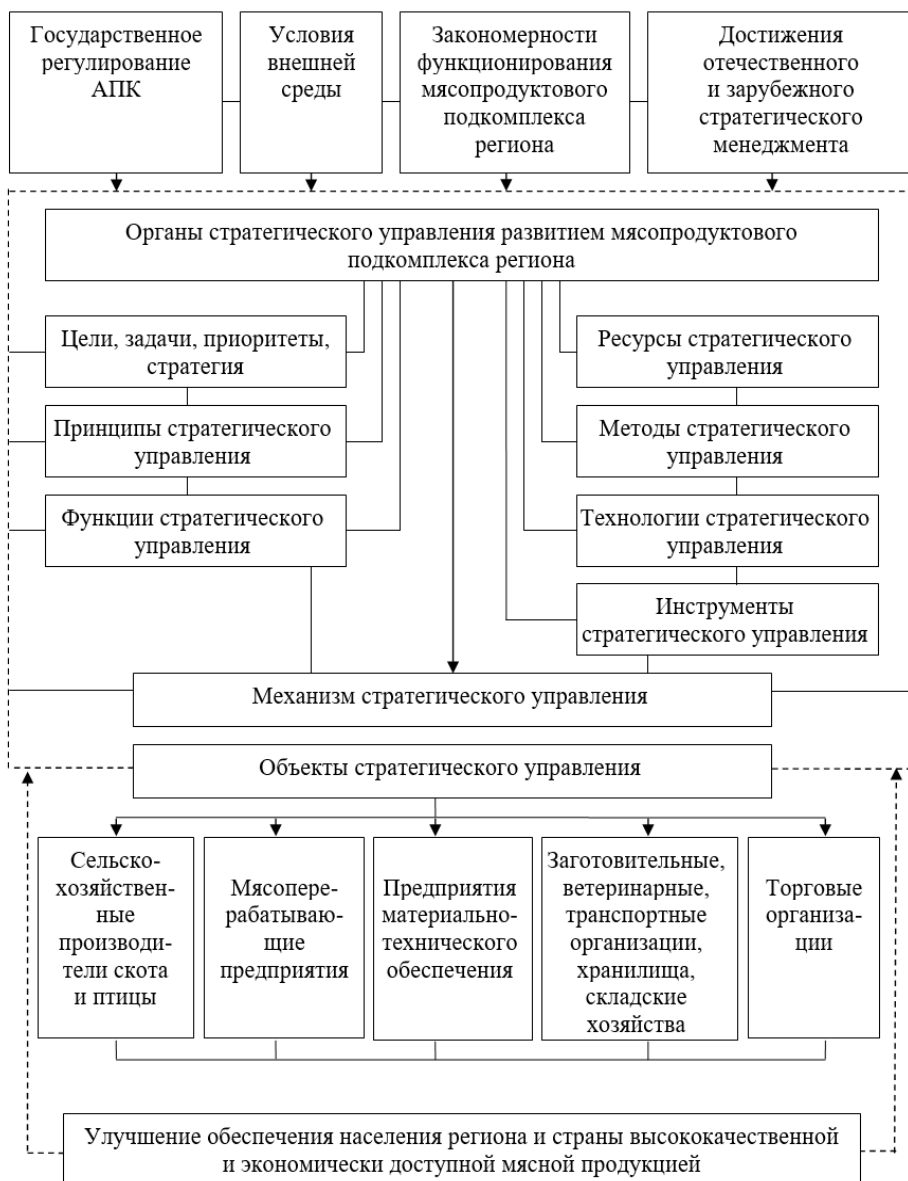 Государственное
регулирование
АПК
Условия
внешней
среды
Закономерности
функционирования
мясопродуктового
подкомплекса
региона
Достижения
отечественного
и зарубежного
стратегического
менеджмента
Органы стратегического управления развитием мясопродуктового
подкомплекса региона
Цели, задачи, приоритеты,
стратегия
Ресурсы стратегического
управления
Принципы стратегического
управления
Методы стратегического
управления
Функции стратегического
управления
Технологии стратегического
управления
Инструменты
стратегического управления
Механизм стратегического управления
Объекты стратегического управления
Сельско-
хозяйствен-
ные
производи-
тели скота
и птицы
Мясопере-
рабатываю-
щие
предприятия
Предприятия
материально-
технического
обеспечения
Заготовительные,
ветеринарные,
транспортные
организации,
хранилища,
складские
хозяйства
Торговые
организа-
ции
Улучшение обеспечения населения региона и страны высококачественной
и экономически доступной мясной продукцией